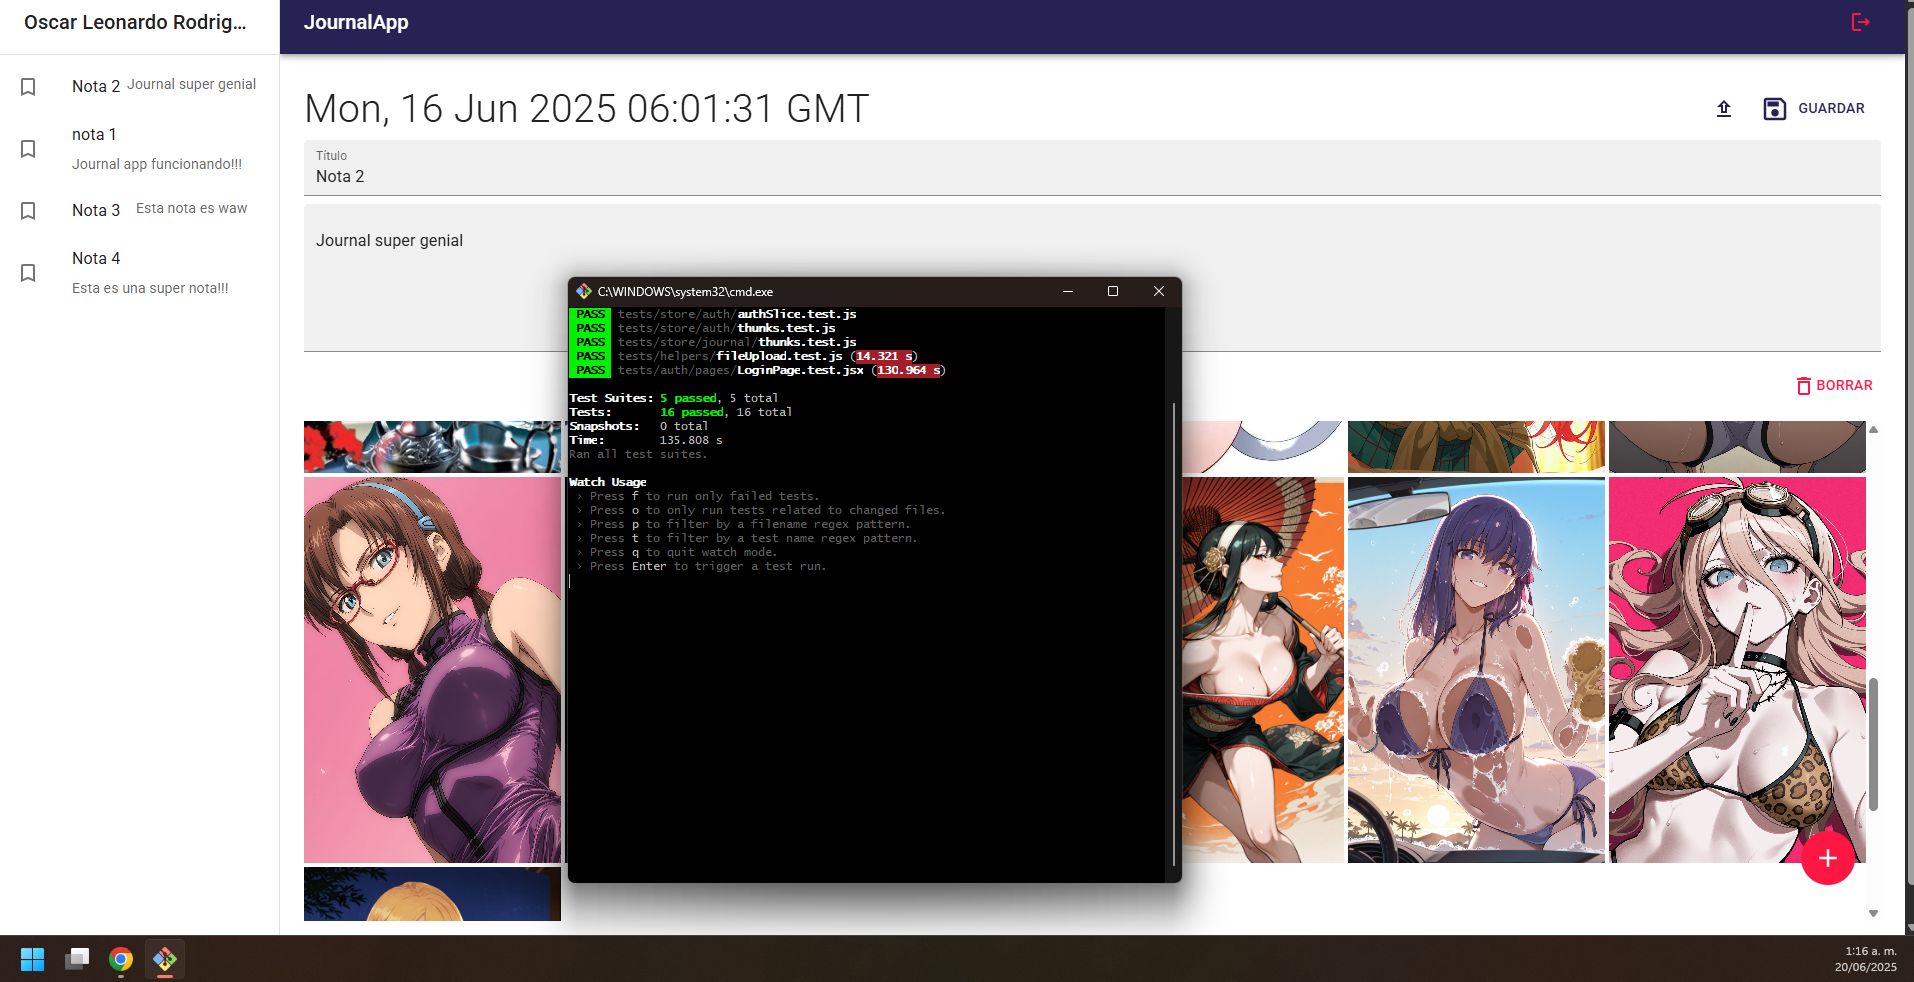 Oscar Leonardo Rodrig...
JournalApp
Nota 2 Journal super genial
nota 1
Journal app funcionando!!!
Nota 3 Esta nota es waw
Nota 4
Esta es una super nota!!!
Mon, 16 Jun 2025 06:01:31 GMT
GUARDAR
Título
Nota 2
Journal super genial
BORRAR
C:\WINDOWS\system32\cmd.exe
PASS tests/store/auth/authSlice.test.js
PASS tests/store/auth/thunks.test.js
PASS tests/store/journal/thunks.test.js
PASS tests/helpers/fileUpload.test.js (14.321 s)
PASS tests/auth/pages/LoginPage.test.jsx (130.964 s)
Test Suites: 5 passed, 5 total
Tests: 16 passed, 16 total
Snapshots: 0 total
Time: 135.808 s
Ran all test suites.
Watch Usage
› Press f to run only failed tests.
› Press o to only run tests related to changed files.
› Press p to filter by a filename regex pattern.
› Press t to filter by a test name regex pattern.
› Press q to quit watch mode.
› Press Enter to trigger a test run.
1:16 a. m.
20/06/2025